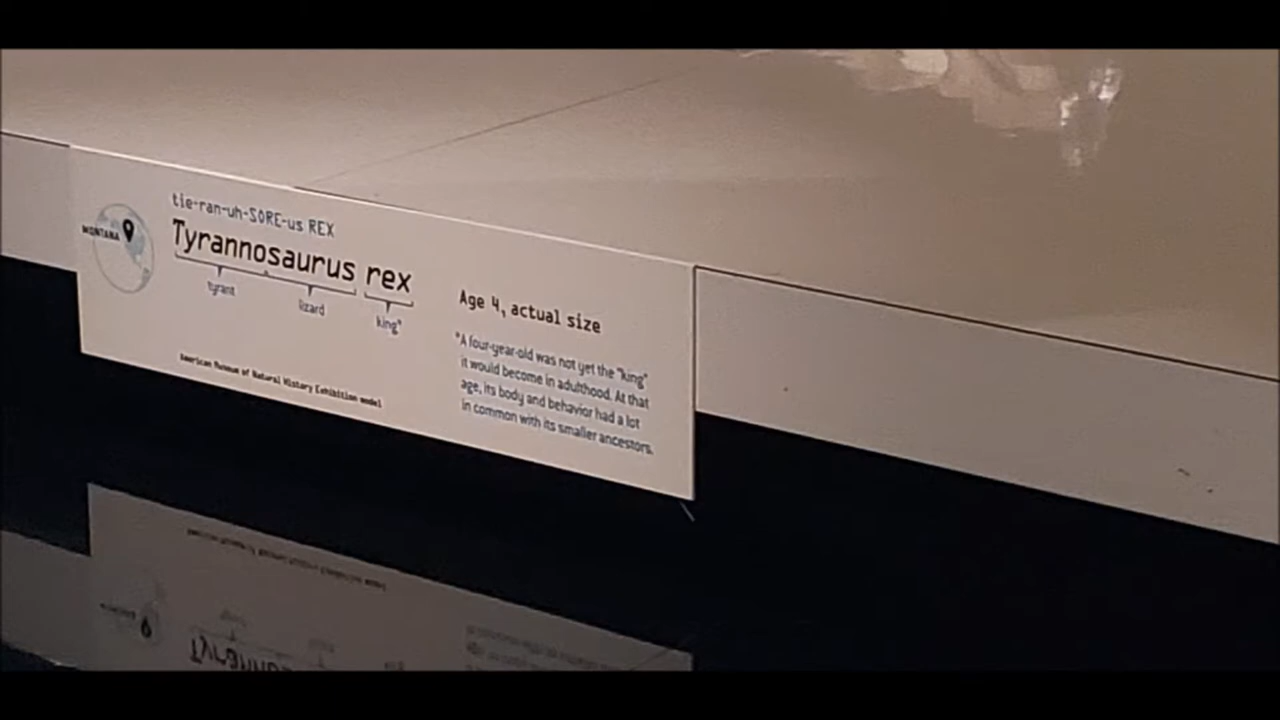 MONTANA
tie-ran-uh-SORE-us REX
Tyrannosaurus rex
tyrant
lizard
king*
American Museum of Natural History Exhibition model
Age 4, actual size
*A four-year-old was not yet the "king"
it would become in adulthood. At that
age, its body and behavior had a lot
in common with its smaller ancestors.